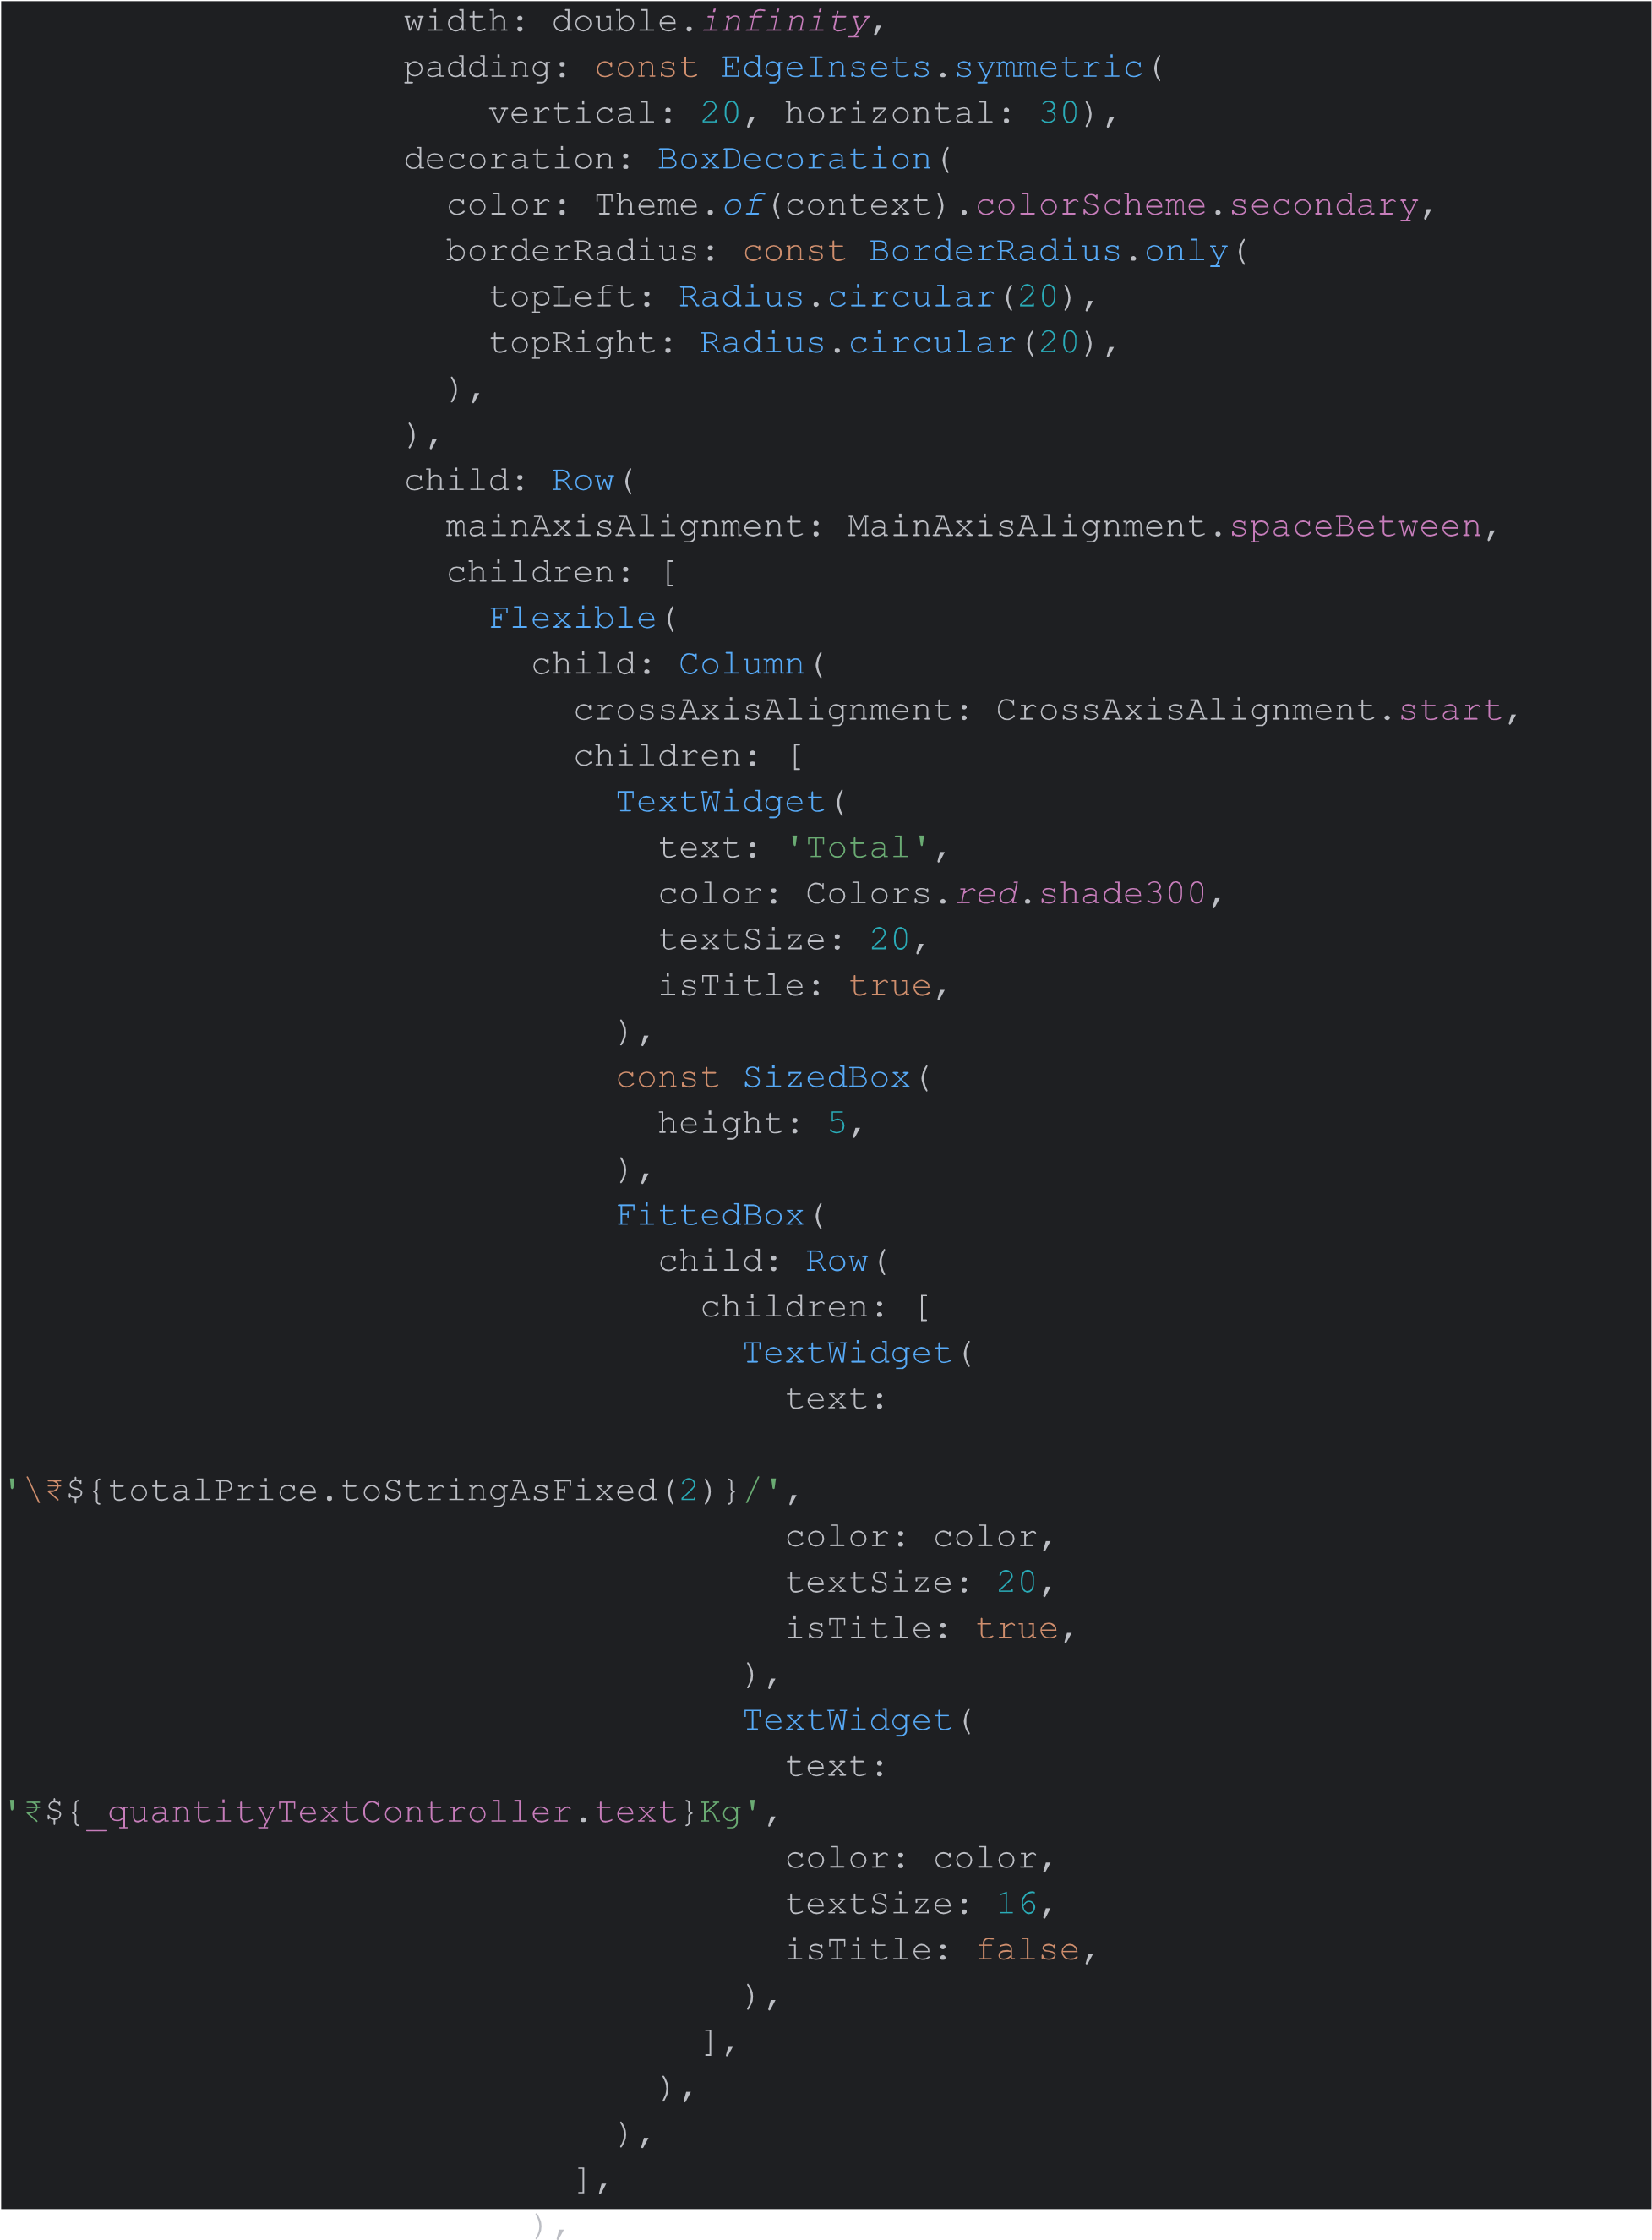 width: double.infinity,
padding: const EdgeInsets.symmetric(
vertical: 20, horizontal: 30),
decoration: BoxDecoration(
color: Theme.of(context).colorScheme.secondary,
borderRadius: const BorderRadius.only(
topLeft: Radius.circular(20),
topRight: Radius.circular(20),
),
),
child: Row(
mainAxisAlignment: MainAxisAlignment.spaceBetween,
children: [
Flexible(
child: Column(
crossAxisAlignment: CrossAxisAlignment.start,
children: [
TextWidget(
text: 'Total',
color: Colors.red.shade300,
textSize: 20,
isTitle: true,
),
const SizedBox(
height: 5,
),
FittedBox(
child: Row(
children: [
TextWidget(
text:
'\₹${totalPrice.toStringAsFixed(2)}/',
color: color,
textSize: 20,
isTitle: true,
),
TextWidget(
text:
'₹${_quantityTextController.text}Kg',
color: color,
textSize: 16,
isTitle: false,
),
],
),
),
],
),